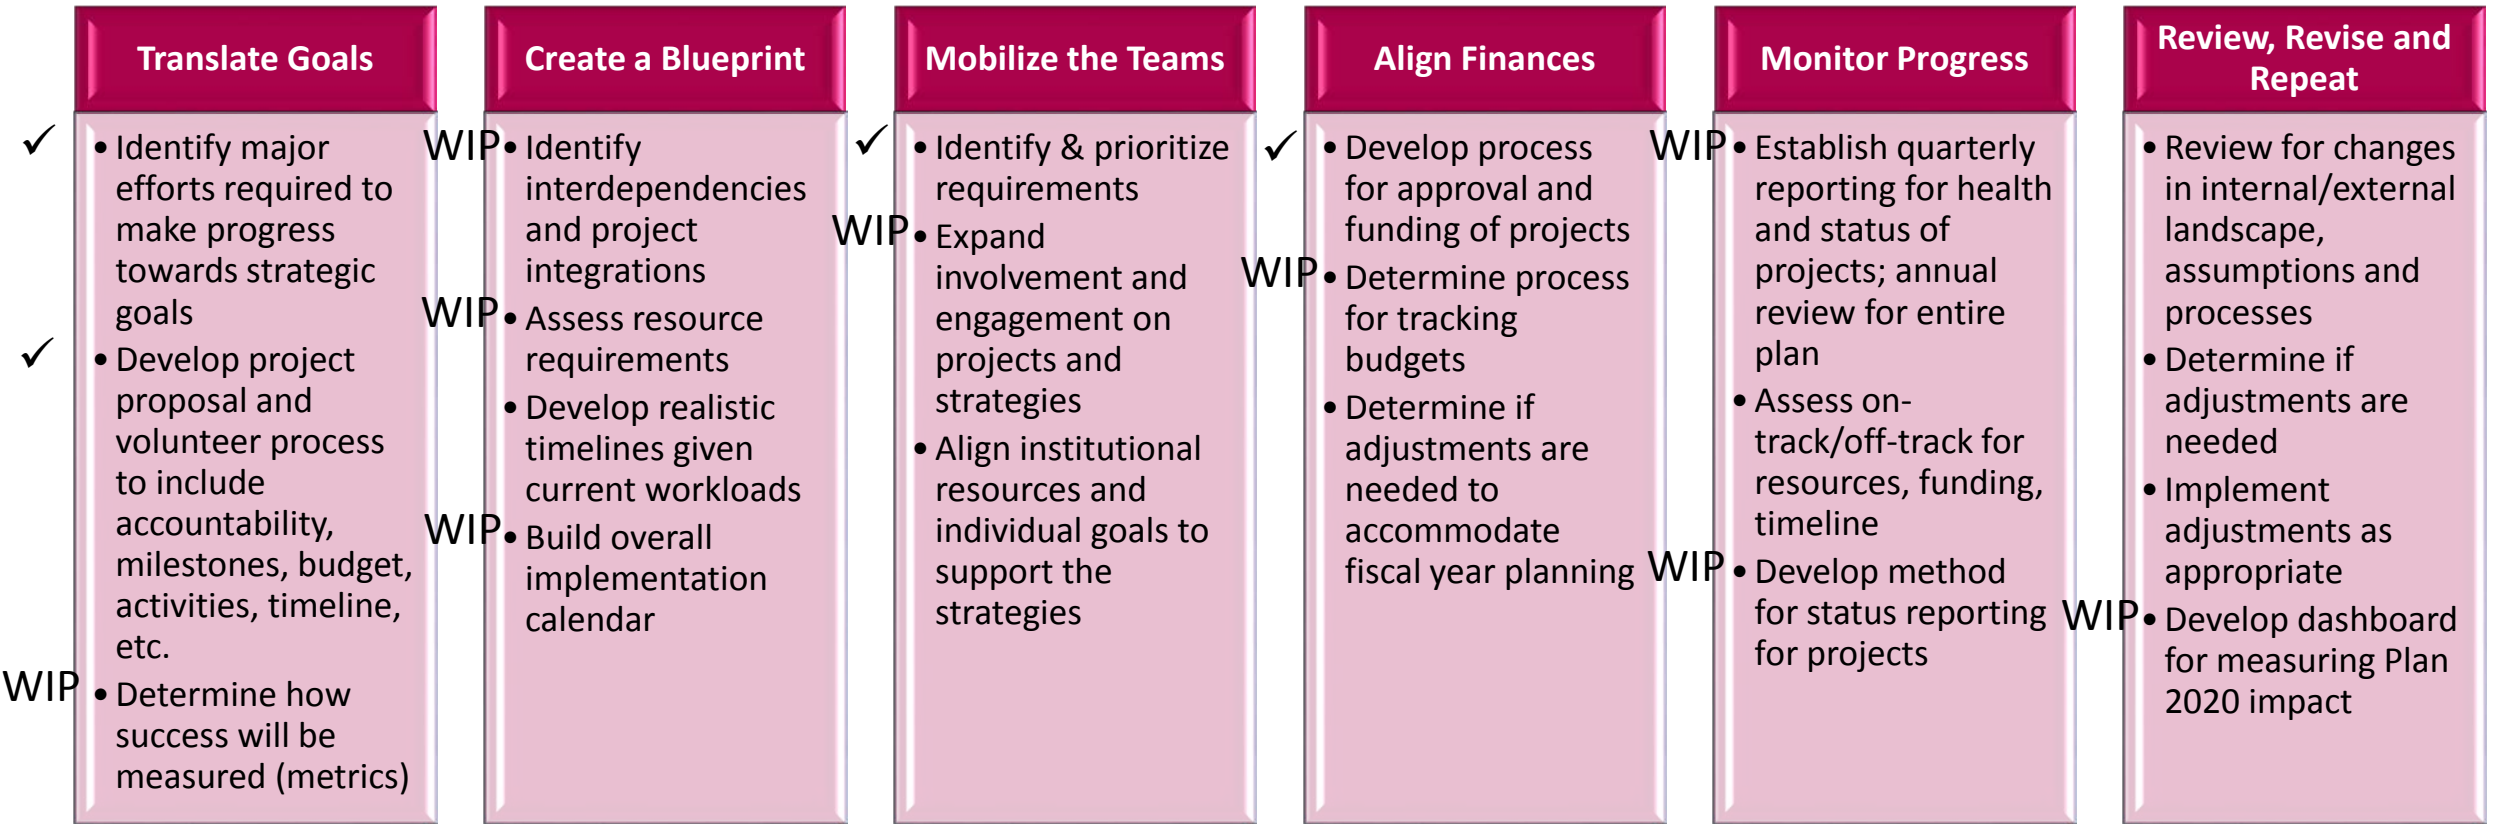 Translate Goals
✓ • Identify major
efforts required to
make progress
towards strategic
goals
✓ • Develop project
proposal and
volunteer process
to include
accountability,
milestones, budget,
activities, timeline,
etc.
WIP • Determine how
success will be
measured (metrics)
Create a Blueprint
WIP • Identify
interdependencies
and project
integrations
WIP • Assess resource
requirements
• Develop realistic
timelines given
current workloads
WIP • Build overall
implementation
calendar
Mobilize the Teams
✓ • Identify & prioritize
requirements
WIP • Expand
involvement and
engagement on
projects and
strategies
• Align institutional
resources and
individual goals to
support the
strategies
Align Finances
✓ • Develop process
for approval and
funding of projects
WIP • Determine process
for tracking
budgets
• Determine if
adjustments are
needed to
accommodate
fiscal year planning
Monitor Progress
WIP • Establish quarterly
reporting for health
and status of
projects; annual
review for entire
plan
• Assess on-
track/off-track for
resources, funding,
timeline
WIP • Develop method
for status reporting
for projects
Review, Revise and
Repeat
• Review for changes
in internal/external
landscape,
assumptions and
processes
• Determine if
adjustments are
needed
• Implement
adjustments as
appropriate
WIP • Develop dashboard
for measuring Plan
2020 impact